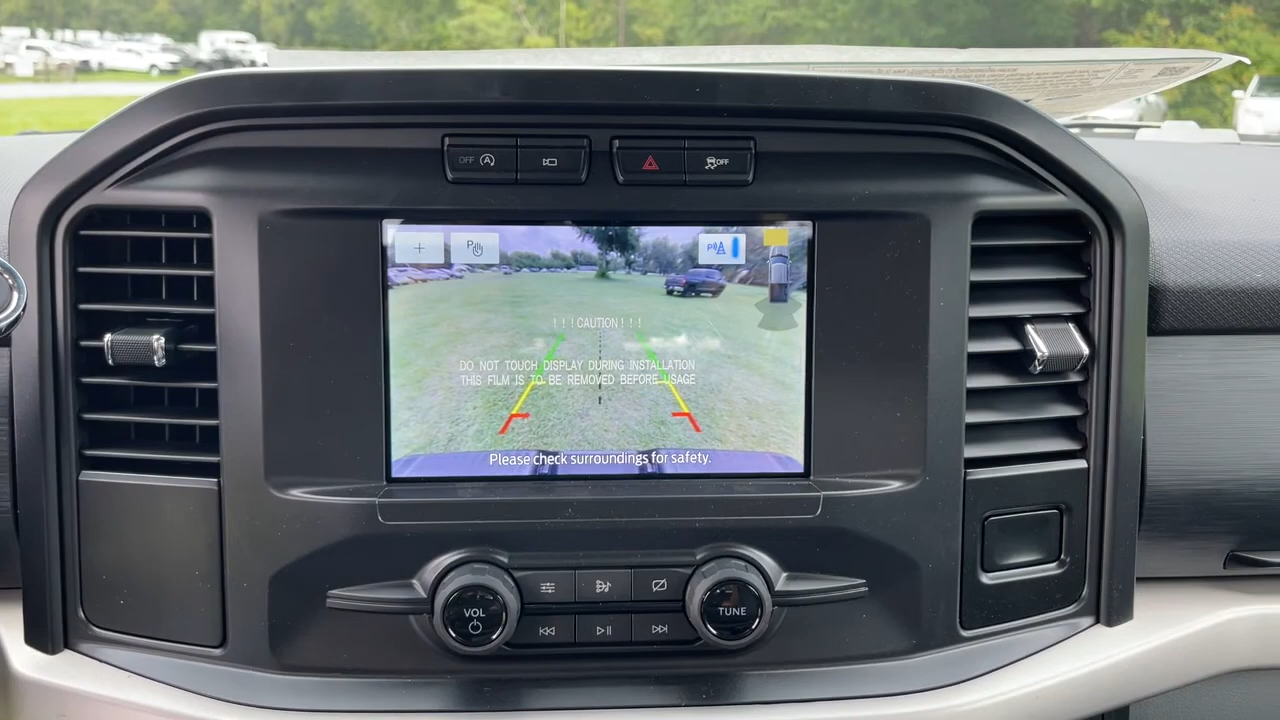 OFF
OFF
+
P
P
! ! ! CAUTION ! ! !
DO NOT TOUCH DISPLAY DURING INSTALLATION
THIS FILM IS TO BE REMOVED BEFORE USAGE
Please check surroundings for safety.
VOL
TUNE